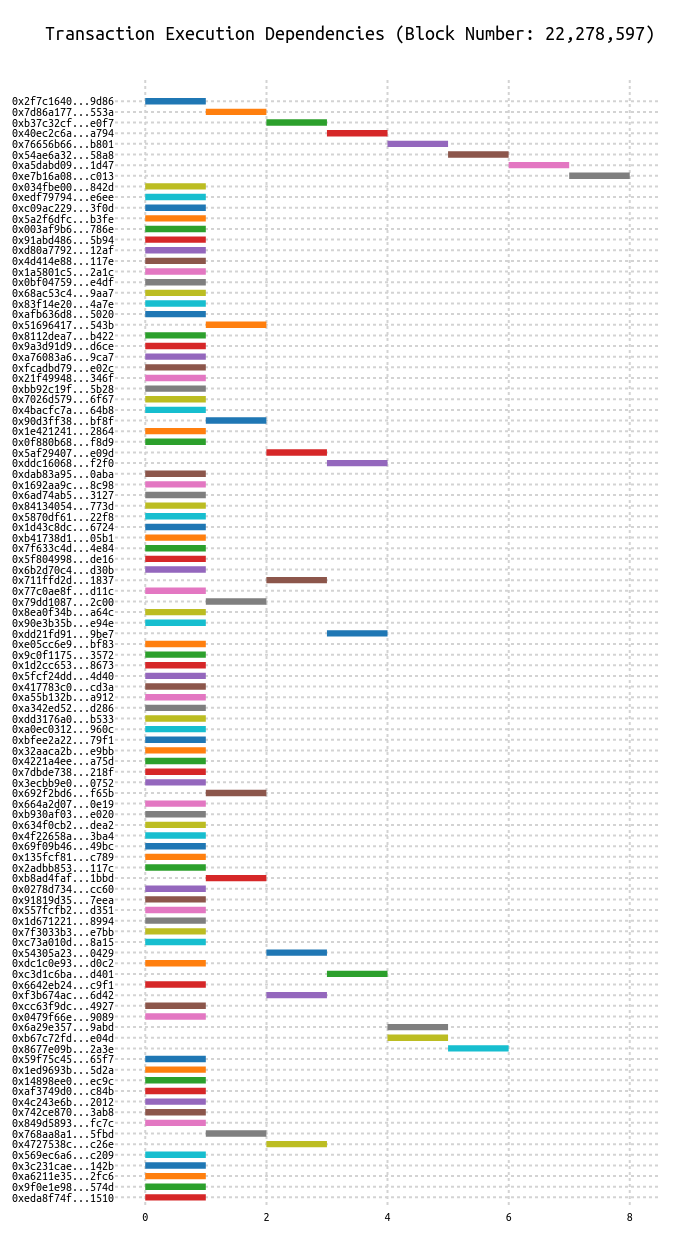 Transaction Execution Dependencies (Block Number: 22,278,597)
0x2f7c1640...9d86
0x7d86a177...553a
0xb37c32cf...e0f7
0x40ec2c6a...a794
0x76656b66...b801
0x54ae6a32...58a8
0xa5dabd09...1d47
0xe7b16a08...c013
0x034fbe00...842d
0xedf79794...e6ee
0xc09ac229...3f0d
0x5a2f6dfc...b3fe
0x003af9b6...786e
0x91abd486...5b94
0xd80a7792...12af
0x4d414e88...117e
0x1a5801c5...2a1c
0x0bf04759...e4df
0x68ac53c4...9aa7
0x83f14e20...4a7e
0xafb636d8...5020
0x51696417...543b
0x8112dea7...b422
0x9a3d91d9...d6ce
0xa76083a6...9ca7
0xfcadbd79...e02c
0x21f49948...346f
0xbb92c19f...5b28
0x7026d579...6f67
0x4bacfc7a...64b8
0x90d3ff38...bf8f
0x1e421241...2864
0x0f880b68...f8d9
0x5af29407...e09d
0xddc16068...f2f0
0xdab83a95...0aba
0x1692aa9c...8c98
0x6ad74ab5...3127
0x84134054...773d
0x5870df61...22f8
0x1d43c8dc...6724
0xb41738d1...05b1
0x7f633c4d...4e84
0x5f804998...de16
0x6b2d70c4...d30b
0x711ffd2d...1837
0x77c0ae8f...d11c
0x79dd1087...2c00
0x8ea0f34b...a64c
0x90e3b35b...e94e
0xdd21fd91...9be7
0xe05cc6e9...bf83
0x9c0f1175...3572
0x1d2cc653...8673
0x5fcf24dd...4d40
0x417783c0...cd3a
0xa55b132b...a912
0xa342ed52...d286
0xdd3176a0...b533
0xa0ec0312...960c
0xbfee2a22...79f1
0x32aaca2b...e9bb
0x4221a4ee...a75d
0x7dbde738...218f
0x3ecbb9e0...0752
0x692f2bd6...f65b
0x664a2d07...0e19
0xb930af03...e020
0x634f0cb2...dea2
0x4f22658a...3ba4
0x69f09b46...49bc
0x135fcf81...c789
0x2adbb853...117c
0xb8ad4faf...1bbd
0x0278d734...cc60
0x91819d35...7eea
0x557fcfb2...d351
0x1d671221...8994
0x7f3033b3...e7bb
0xc73a010d...8a15
0x54305a23...0429
0xdc1c0e93...d0c2
0xc3d1c6ba...d401
0x6642eb24...c9f1
0xf3b674ac...6d42
0xcc63f9dc...4927
0x0479f66e...9089
0x6a29e357...9abd
0xb67c72fd...e04d
0x8677e09b...2a3e
0x59f75c45...65f7
0x1ed9693b...5d2a
0x14898ee0...ec9c
0xaf3749d0...c84b
0x4c243e6b...2012
0x742ce870...3ab8
0x849d5893...fc7c
0x768aa8a1...5fbd
0x4727538c...c26e
0x569ec6a6...c209
0x3c231cae...142b
0xa6211e35...2fc6
0x9f0e1e98...574d
0xeda8f74f...1510
0 2 4 6 8